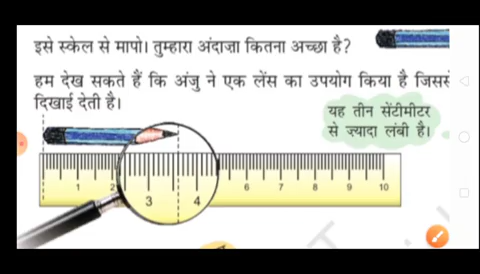 इसे स्केल से मापो। तुम्हारा अंदाज़ा कितना अच्छा है?
हम देख सकते हैं कि अंजु ने एक लेंस का उपयोग किया है जिससे
दिखाई देती है।
यह तीन सेंटीमीटर
से ज़्यादा लंबी है।
1 2 3 4 6 7 8 9 10